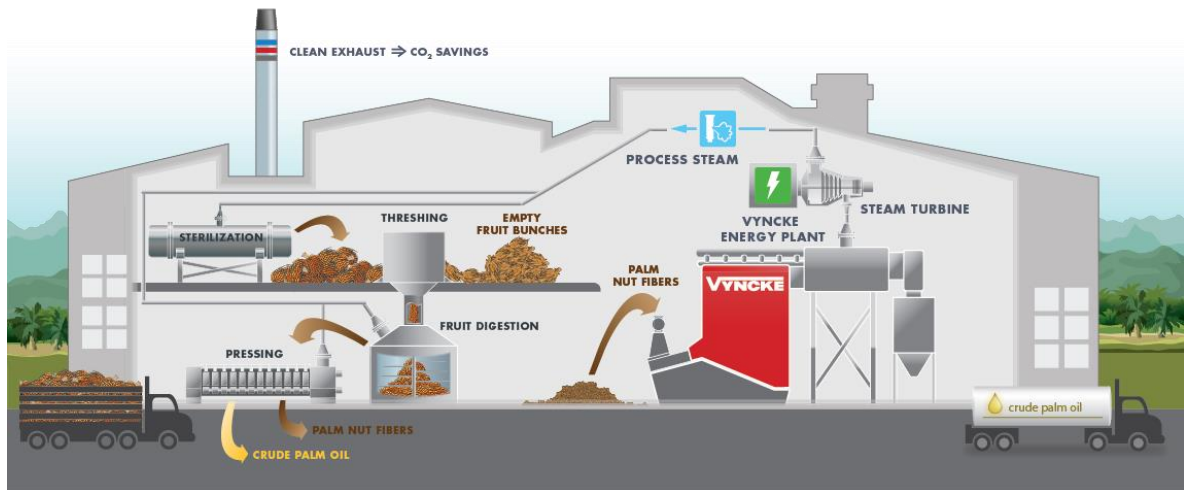 CLEAN EXHAUST ⇒ CO₂ SAVINGS
PROCESS STEAM
STEAM TURBINE
VYNCKE
ENERGY PLANT
THRESHING
EMPTY
FRUIT BUNCHES
STERILIZATION
PALM
NUT FIBERS
VYNCKE
FRUIT DIGESTION
PRESSING
PALM NUT FIBERS
CRUDE PALM OIL
crude palm oil